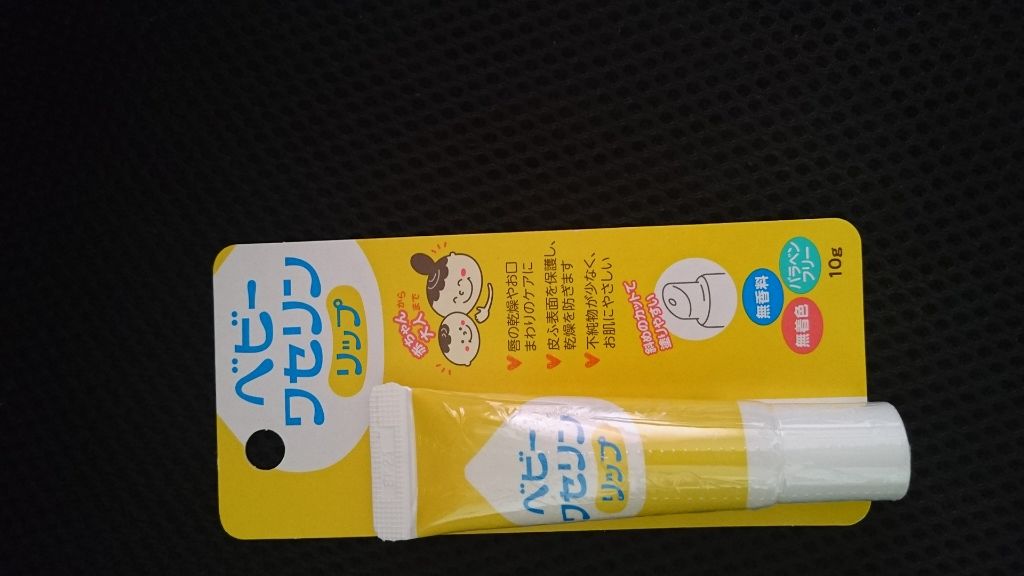 ベビー
ワセリン
リップ
赤ちゃんから
大人まで
唇の乾燥やお口
まわりのケアに
皮ふ表面を保護し、
乾燥を防ぎます
不純物が少なく、
お肌にやさしい
斜めのカットで
塗りやすい
無香料
パラベン
フリー
無着色
10g
ベビー
ワセリン
リップ